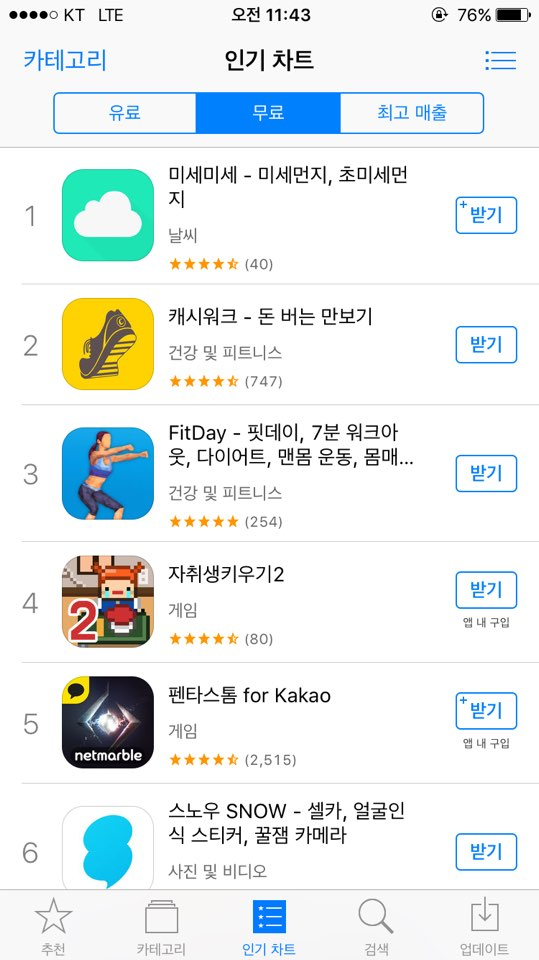 KT LTE 오전 11:43 76%
카테고리 인기 차트
유료 무료 최고 매출
1 미세미세 - 미세먼지, 초미세먼
지
날씨
(40)
+받기
2 캐시워크 - 돈 버는 만보기
건강 및 피트니스
(747)
받기
3 FitDay - 핏데이, 7분 워크아
웃, 다이어트, 맨몸 운동, 몸매...
건강 및 피트니스
(254)
받기
4 2 자취생키우기2
게임
(80)
받기
앱 내 구입
5 netmarble 펜타스톰 for Kakao
게임
(2,515)
+받기
앱 내 구입
6 스노우 SNOW - 셀카, 얼굴인
식 스티커, 꿀잼 카메라
사진 및 비디오
받기
추천 카테고리 인기 차트 검색 업데이트